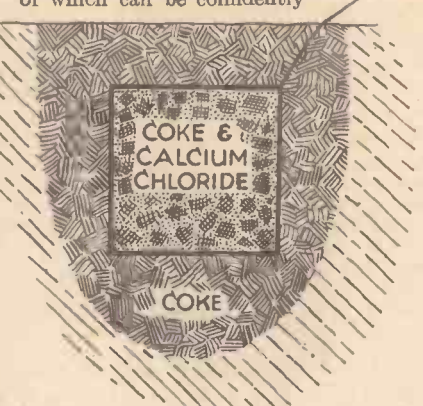 of which can be confidently
COKE &
CALCIUM
CHLORIDE
COKE